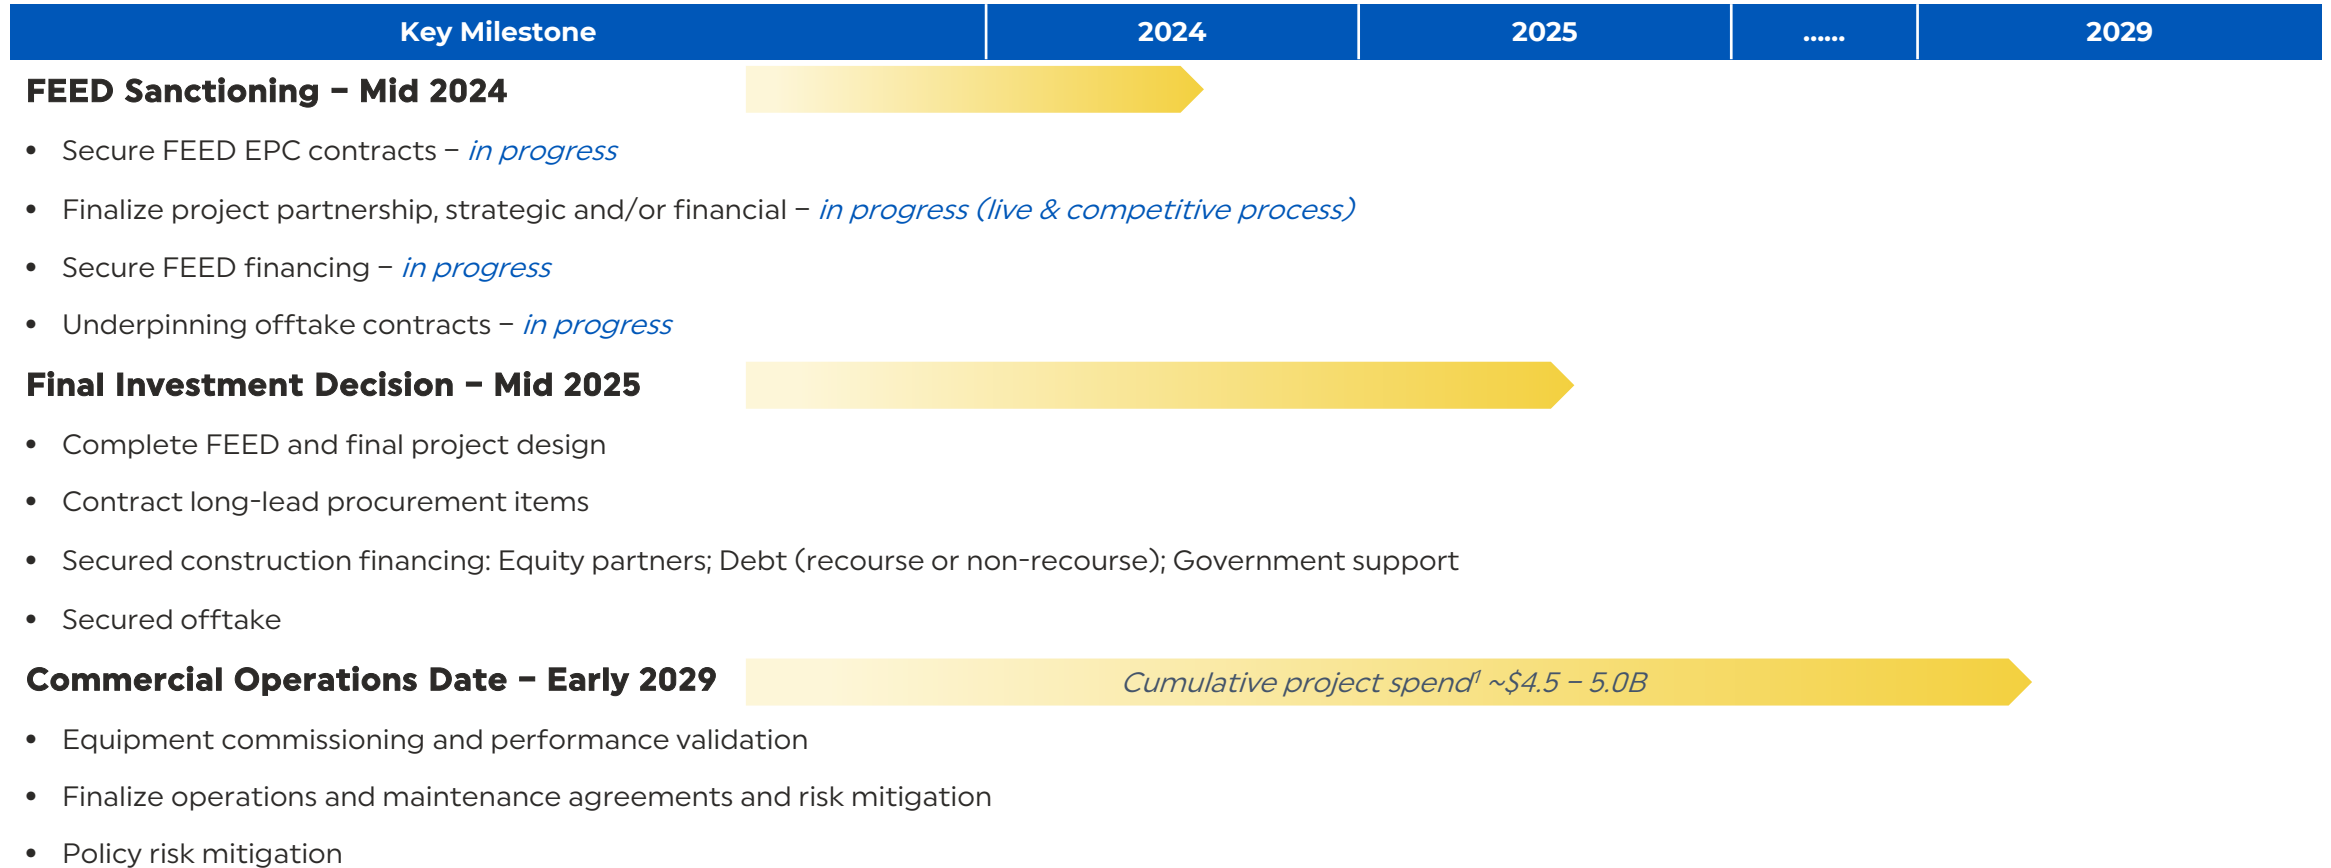 Key Milestone 2024 2025 ...... 2029
FEED Sanctioning – Mid 2024
• Secure FEED EPC contracts – in progress
• Finalize project partnership, strategic and/or financial – in progress (live & competitive process)
• Secure FEED financing – in progress
• Underpinning offtake contracts – in progress
Final Investment Decision – Mid 2025
• Complete FEED and final project design
• Contract long-lead procurement items
• Secured construction financing: Equity partners; Debt (recourse or non-recourse); Government support
• Secured offtake
Commercial Operations Date – Early 2029 Cumulative project spend¹ ~$4.5 – 5.0B
• Equipment commissioning and performance validation
• Finalize operations and maintenance agreements and risk mitigation
• Policy risk mitigation